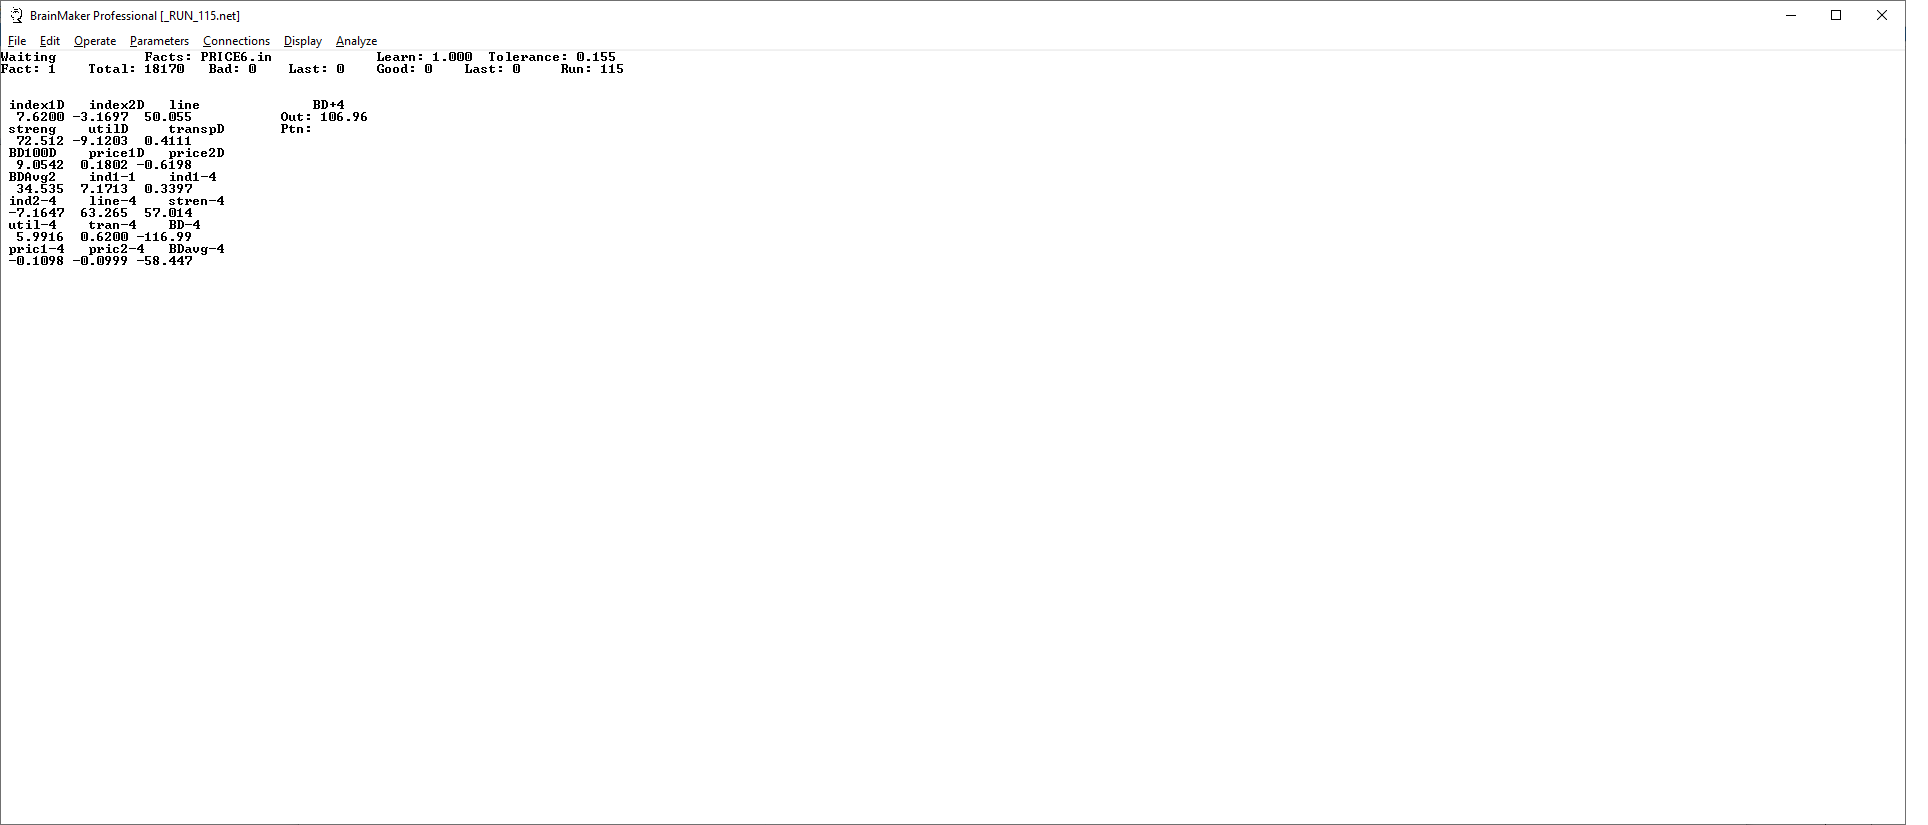 BrainMaker Professional [_RUN_115.net]
File Edit Operate Parameters Connections Display Analyze
Waiting Facts: PRICE6.in Learn: 1.000 Tolerance: 0.155
Fact: 1 Total: 18170 Bad: 0 Last: 0 Good: 0 Last: 0 Run: 115
index1D index2D line BD+4
7.6200 -3.1697 50.055 Out: 106.96
streng utilD transpD Ptn:
72.512 -9.1203 0.4111
BD100D price1D price2D
9.0542 0.1802 -0.6198
BDAvg2 ind1-1 ind1-4
34.535 7.1713 0.3397
ind2-4 line-4 stren-4
-7.1647 63.265 57.014
util-4 tran-4 BD-4
5.9916 0.6200 -116.99
pric1-4 pric2-4 BDavg-4
-0.1098 -0.0999 -58.447